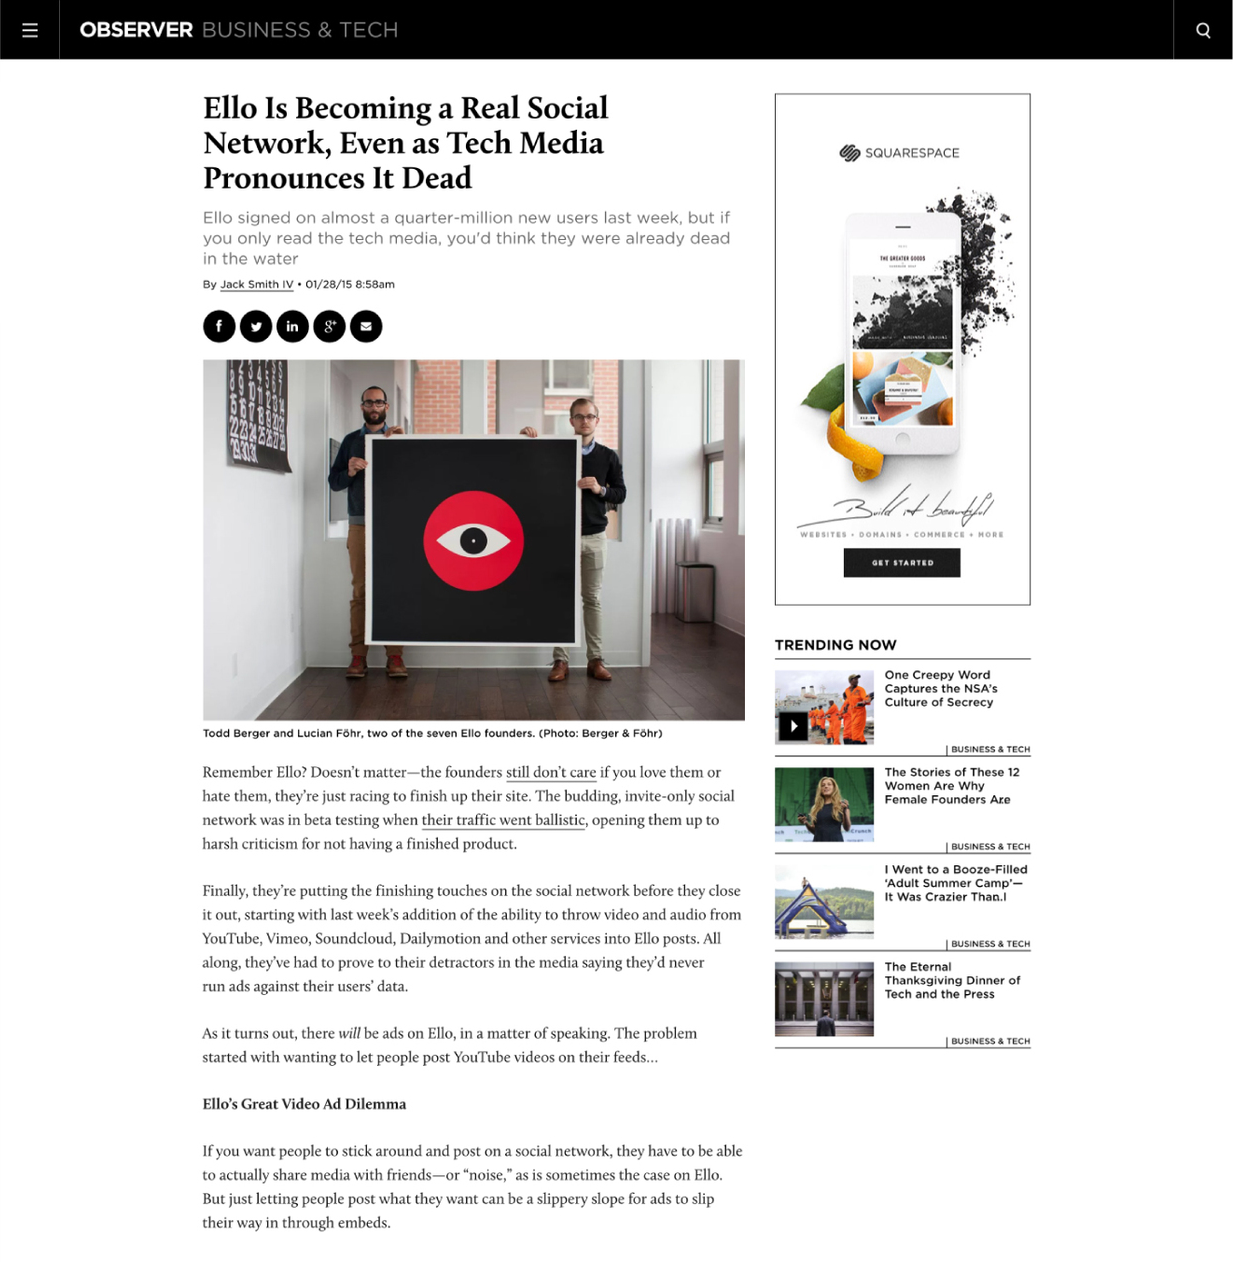 OBSERVER BUSINESS & TECH
Ello Is Becoming a Real Social
Network, Even as Tech Media
Pronounces It Dead
Ello signed on almost a quarter-million new users last week, but if
you only read the tech media, you'd think they were already dead
in the water
By Jack Smith IV • 01/28/15 8:58am
f
in
g+
Todd Berger and Lucian Föhr, two of the seven Ello founders. (Photo: Berger & Föhr)
Remember Ello? Doesn't matter—the founders still don't care if you love them or
hate them, they're just racing to finish up their site. The budding, invite-only social
network was in beta testing when their traffic went ballistic, opening them up to
harsh criticism for not having a finished product.
Finally, they're putting the finishing touches on the social network before they close
it out, starting with last week's addition of the ability to throw video and audio from
YouTube, Vimeo, Soundcloud, Dailymotion and other services into Ello posts. All
along, they've had to prove to their detractors in the media saying they'd never
run ads against their users' data.
As it turns out, there will be ads on Ello, in a matter of speaking. The problem
started with wanting to let people post YouTube videos on their feeds…
Ello's Great Video Ad Dilemma
If you want people to stick around and post on a social network, they have to be able
to actually share media with friends—or “noise,” as is sometimes the case on Ello.
But just letting people post what they want can be a slippery slope for ads to slip
their way in through embeds.
SQUARESPACE
THE GREATER GOODS
Build it beautiful
WEBSITES • DOMAINS • COMMERCE • MORE
GET STARTED
TRENDING NOW
One Creepy Word
Captures the NSA's
Culture of Secrecy
| BUSINESS & TECH
The Stories of These 12
Women Are Why
Female Founders Are
| BUSINESS & TECH
I Went to a Booze-Filled
‘Adult Summer Camp’—
It Was Crazier Than.I
| BUSINESS & TECH
The Eternal
Thanksgiving Dinner of
Tech and the Press
| BUSINESS & TECH